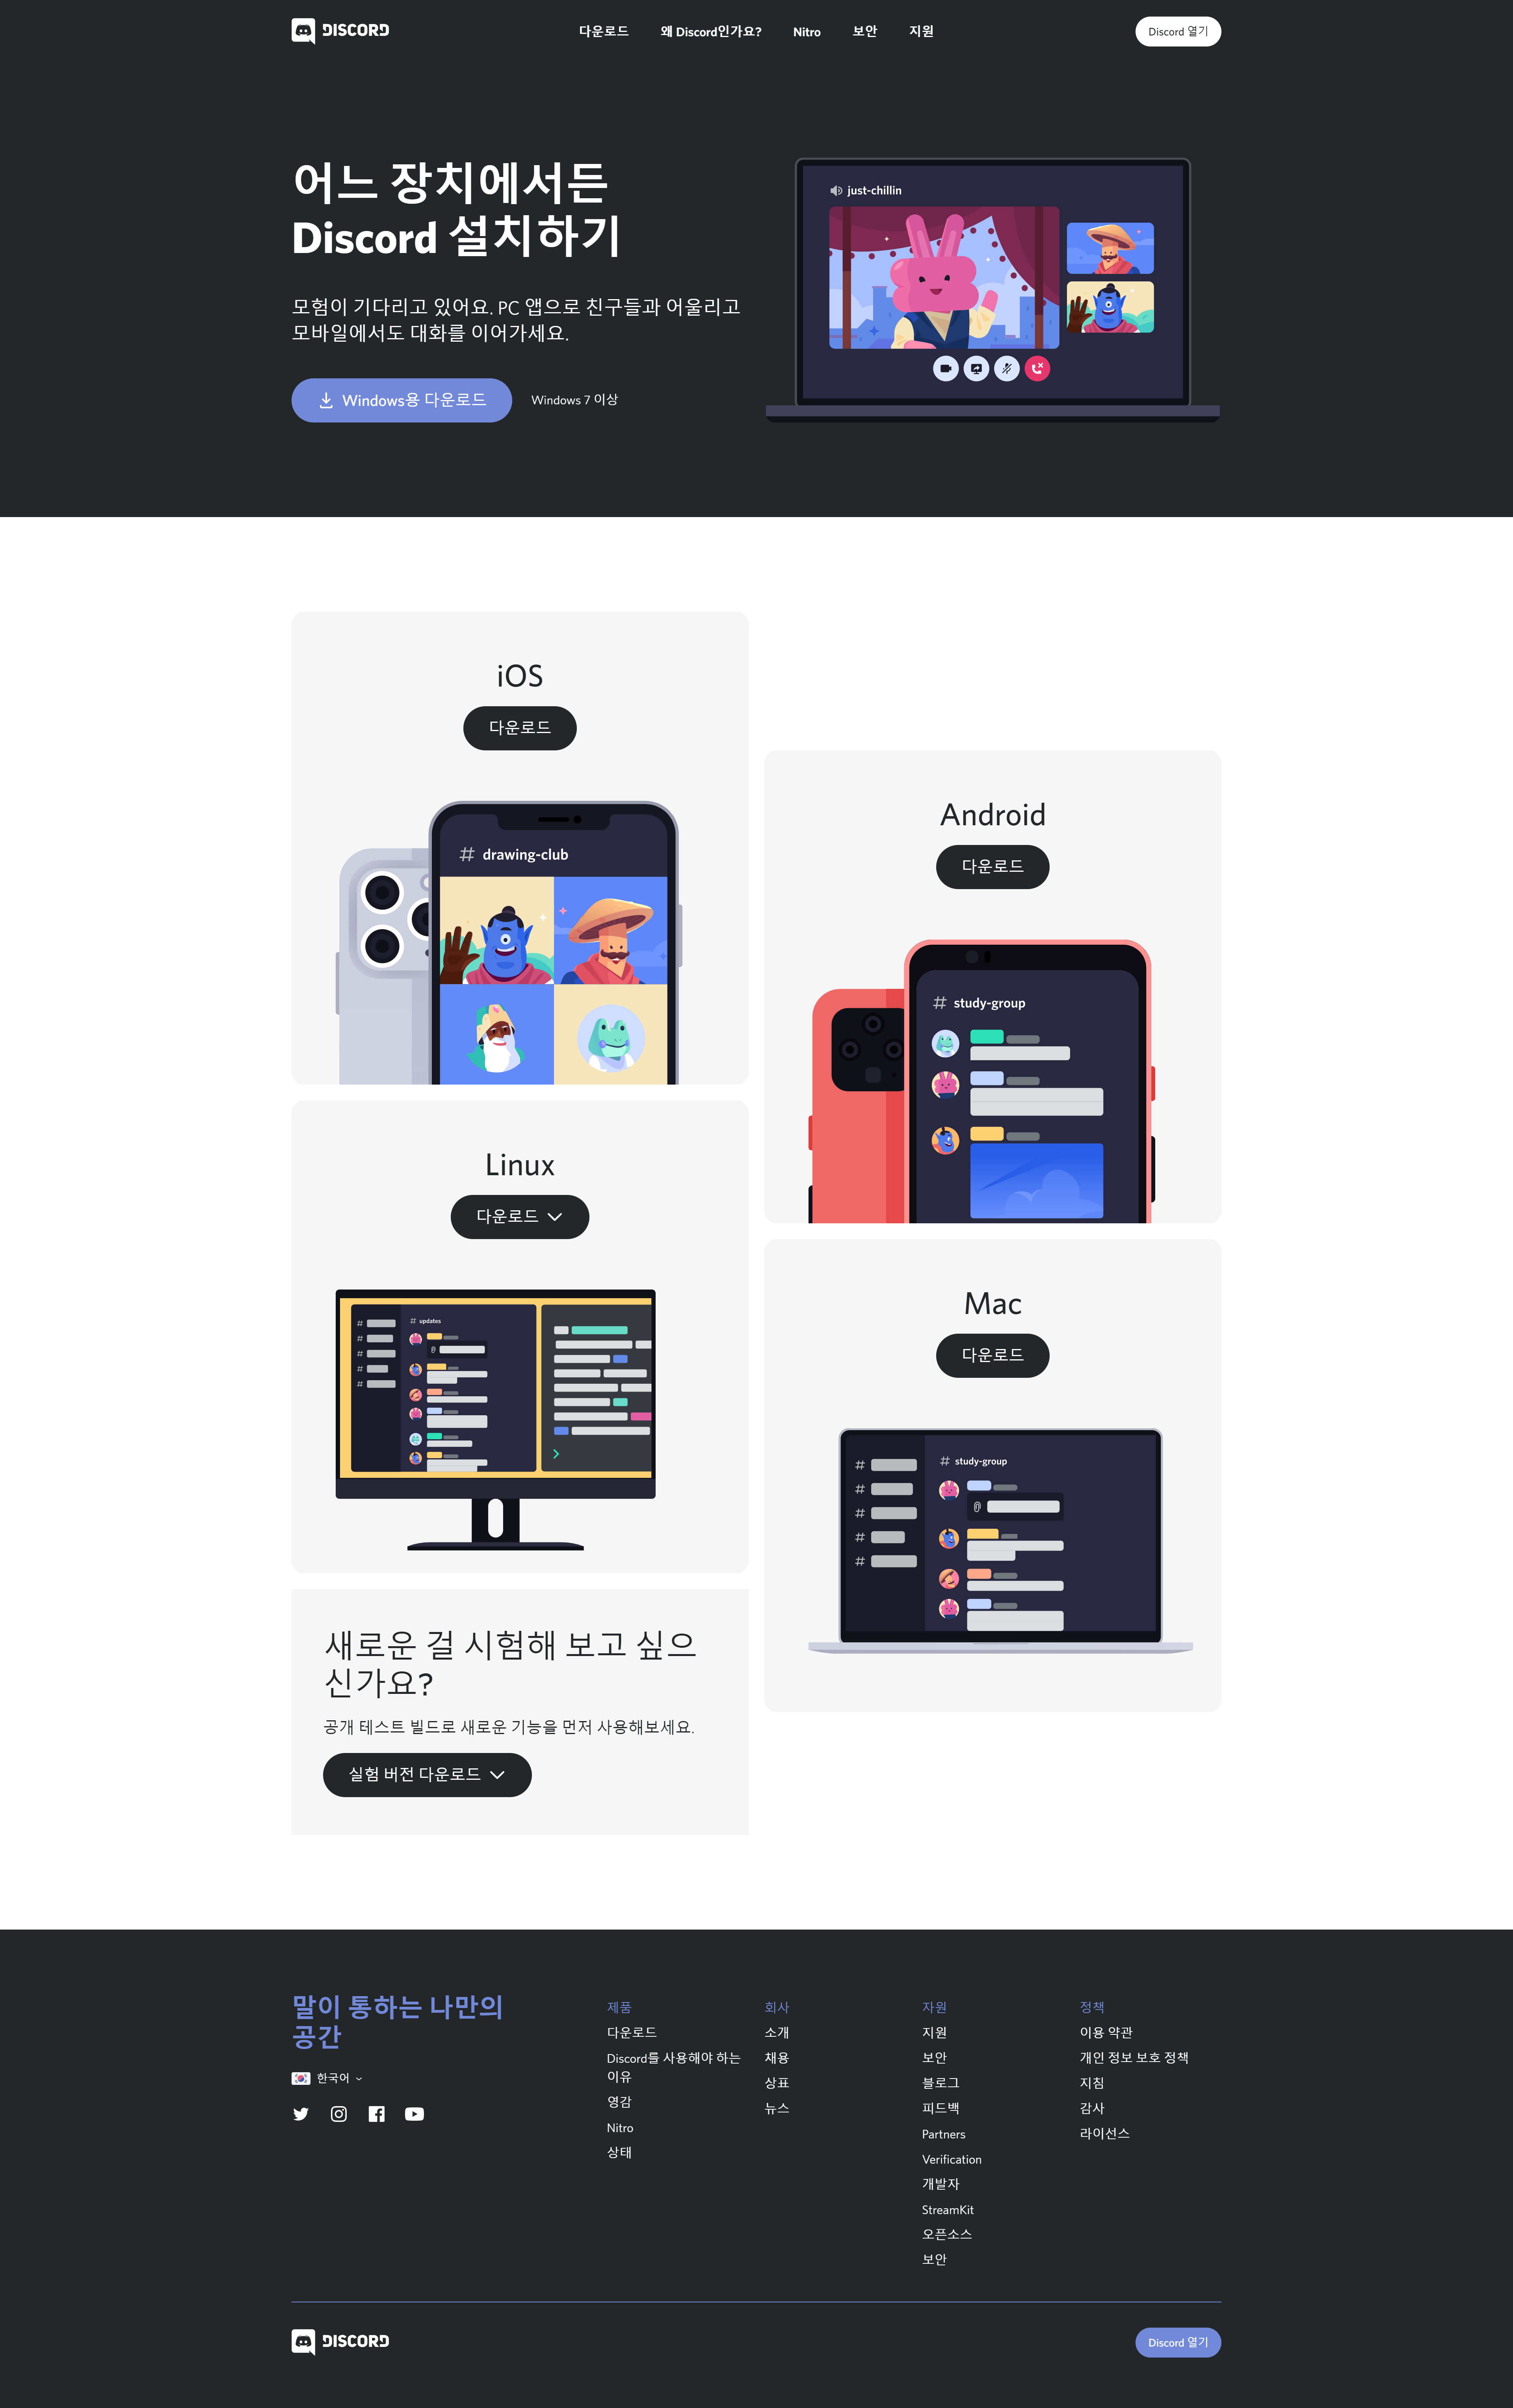 DISCORD
다운로드
왜 Discord인가요?
Nitro
보안
지원
Discord 열기
어느 장치에서든
Discord 설치하기
모험이 기다리고 있어요. PC 앱으로 친구들과 어울리고
모바일에서도 대화를 이어가세요.
Windows용 다운로드
Windows 7 이상
just-chillin
iOS
다운로드
# drawing-club
Android
다운로드
# study-group
Linux
다운로드
# updates
#
#
#
#
#
@
Mac
다운로드
# study-group
#
#
#
#
#
@
새로운 걸 시험해 보고 싶으
신가요?
공개 테스트 빌드로 새로운 기능을 먼저 사용해보세요.
실험 버전 다운로드
말이 통하는 나만의
공간
한국어
제품
다운로드
Discord를 사용해야 하는
이유
영감
Nitro
상태
회사
소개
채용
상표
뉴스
자원
지원
보안
블로그
피드백
Partners
Verification
개발자
StreamKit
오픈소스
보안
정책
이용 약관
개인 정보 보호 정책
지침
감사
라이선스
DISCORD
Discord 열기